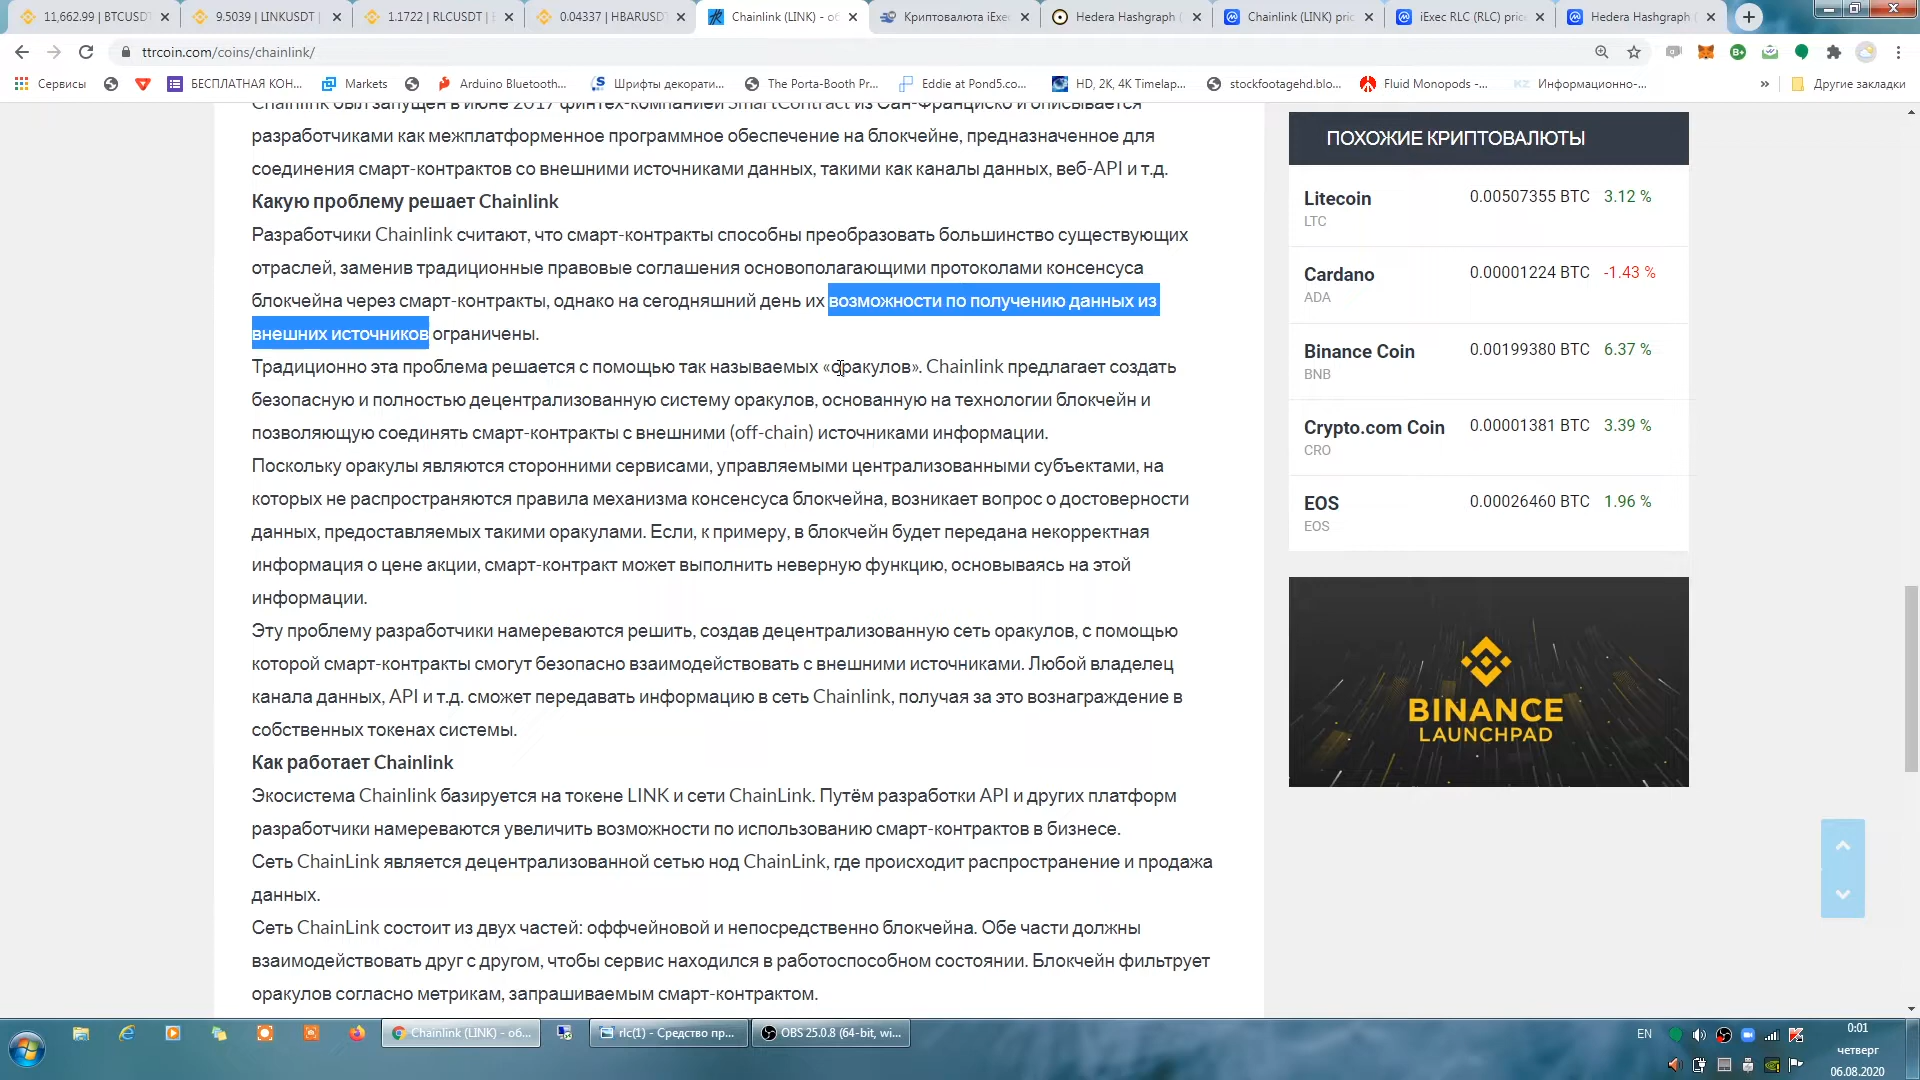 11,662.99 | BTCUSDT
9.5039 | LINKUSDT |
1.1722 | RLCUSDT |
0.04337 | HBARUSDT
Chainlink (LINK) - об
Криптовалюта iExec
Hedera Hashgraph (
Chainlink (LINK) pric
iExec RLC (RLC) price
Hedera Hashgraph (
ttrcoin.com/coins/chainlink/
Сервисы
БЕСПЛАТНАЯ КОН...
Markets
Arduino Bluetooth...
Шрифты декорати...
The Porta-Booth Pr...
Eddie at Pond5.co...
HD, 2K, 4K Timelap...
stockfootagehd.blo...
Fluid Monopods -...
Информационно-...
»
Другие закладки
Chainlink был запущен в июне 2017 финтех-компанией SmartContract из Сан-Франциско и описывается
разработчиками как межплатформенное программное обеспечение на блокчейне, предназначенное для
соединения смарт-контрактов со внешними источниками данных, такими как каналы данных, веб-API и т.д.
Какую проблему решает Chainlink
Разработчики Chainlink считают, что смарт-контракты способны преобразовать большинство существующих
отраслей, заменив традиционные правовые соглашения основополагающими протоколами консенсуса
блокчейна через смарт-контракты, однако на сегодняшний день их возможности по получению данных из
внешних источников ограничены.
Традиционно эта проблема решается с помощью так называемых «оракулов». Chainlink предлагает создать
безопасную и полностью децентрализованную систему оракулов, основанную на технологии блокчейн и
позволяющую соединять смарт-контракты с внешними (off-chain) источниками информации.
Поскольку оракулы являются сторонними сервисами, управляемыми централизованными субъектами, на
которых не распространяются правила механизма консенсуса блокчейна, возникает вопрос о достоверности
данных, предоставляемых такими оракулами. Если, к примеру, в блокчейн будет передана некорректная
информация о цене акции, смарт-контракт может выполнить неверную функцию, основываясь на этой
информации.
Эту проблему разработчики намереваются решить, создав децентрализованную сеть оракулов, с помощью
которой смарт-контракты смогут безопасно взаимодействовать с внешними источниками. Любой владелец
канала данных, API и т.д. сможет передавать информацию в сеть Chainlink, получая за это вознаграждение в
собственных токенах системы.
Как работает Chainlink
Экосистема Chainlink базируется на токене LINK и сети ChainLink. Путём разработки API и других платформ
разработчики намереваются увеличить возможности по использованию смарт-контрактов в бизнесе.
Сеть ChainLink является децентрализованной сетью нод ChainLink, где происходит распространение и продажа
данных.
Сеть ChainLink состоит из двух частей: оффчейновой и непосредственно блокчейна. Обе части должны
взаимодействовать друг с другом, чтобы сервис находился в работоспособном состоянии. Блокчейн фильтрует
оракулов согласно метрикам, запрашиваемым смарт-контрактом.
ПОХОЖИЕ КРИПТОВАЛЮТЫ
Litecoin 0.00507355 BTC 3.12 %
LTC
Cardano 0.00001224 BTC -1.43 %
ADA
Binance Coin 0.00199380 BTC 6.37 %
BNB
Crypto.com Coin 0.00001381 BTC 3.39 %
CRO
EOS 0.00026460 BTC 1.96 %
EOS
BINANCE
LAUNCHPAD
Chainlink (LINK) - об...
rlc(1) - Средство пр...
OBS 25.0.8 (64-bit, wi...
EN
0:01
четверг
06.08.2020